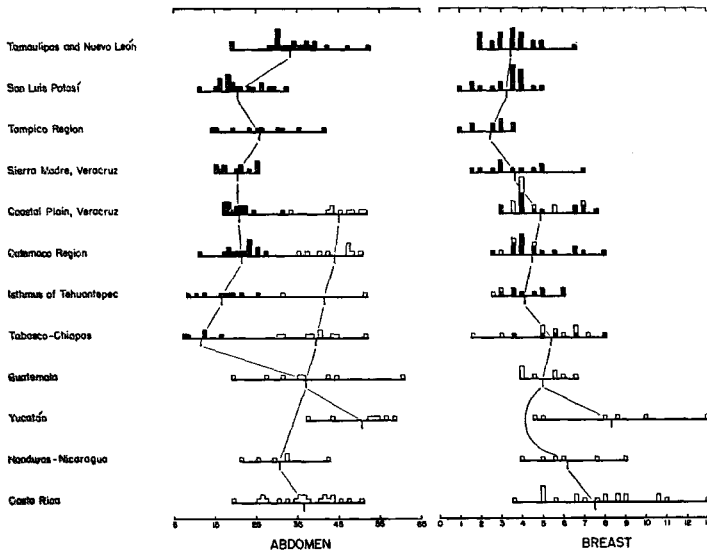 Tamaulipas and Nuevo León
San Luis Potosí
Tampico Region
Sierra Madre, Veracruz
Coastal Plain, Veracruz
Catemaco Region
Isthmus of Tehuantepec
Tabasco-Chiapas
Guatemala
Yucatán
Honduras-Nicaragua
Costa Rica
5 15 25 35 45 55 65
0 1 2 3 4 5 6 7 8 9 10 11 12 13
ABDOMEN
BREAST